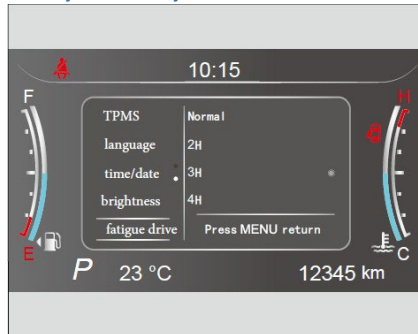 10:15
F
H
TPMS
Normal
language
2H
time/date
3H
brightness
4H
fatigue drive
Press MENU return
E
C
P
23 °C
12345 km